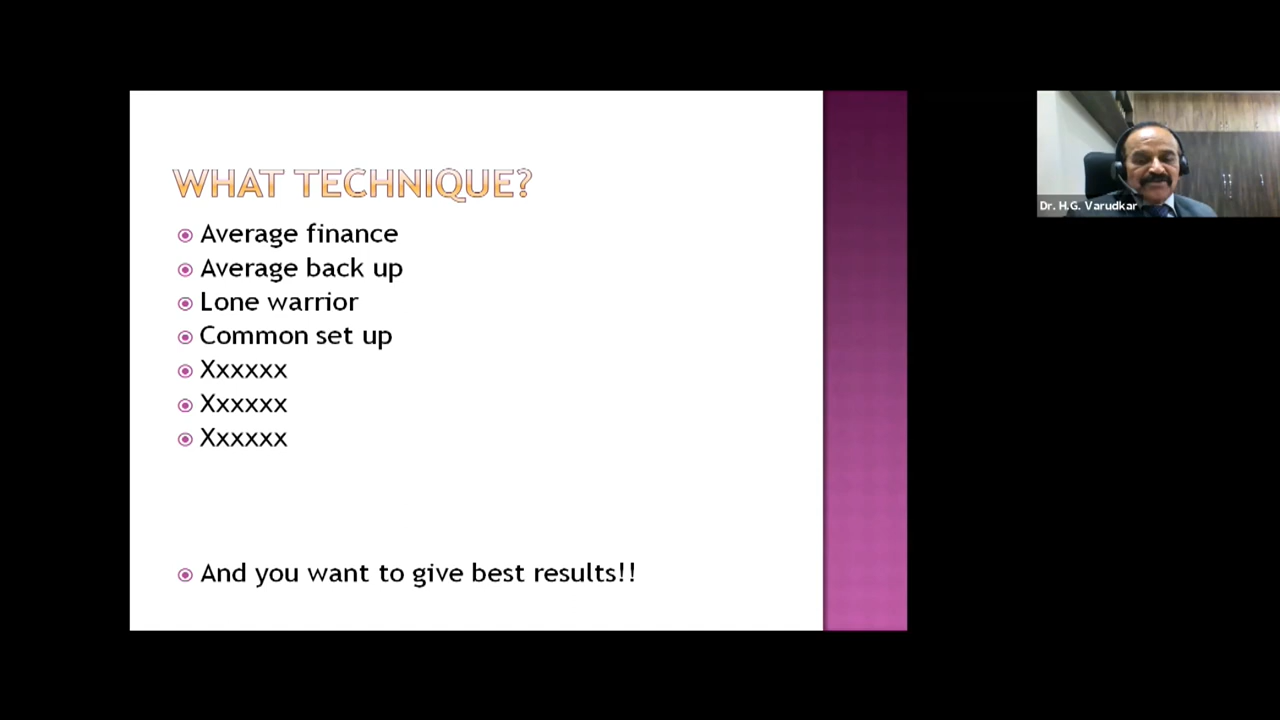 WHAT TECHNIQUE?
Average finance
Average back up
Lone warrior
Common set up
Xxxxxx
Xxxxxx
Xxxxxx
And you want to give best results!!
Dr. H.G. Varudkar